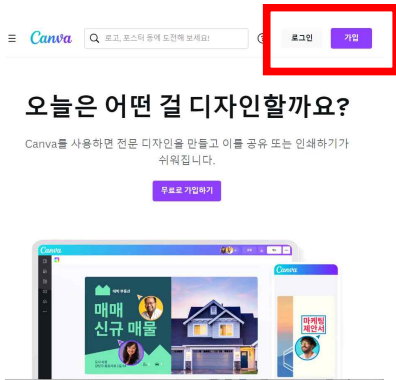 Canva
로고, 포스터 등에 도전해 보세요!
로그인
가입
오늘은 어떤 걸 디자인할까요?
Canva를 사용하면 전문 디자인을 만들고 이를 공유 또는 인쇄하기가
쉬워집니다.
무료로 가입하기
Canva
매매
신규 매물
Canva
마케팅
제안서